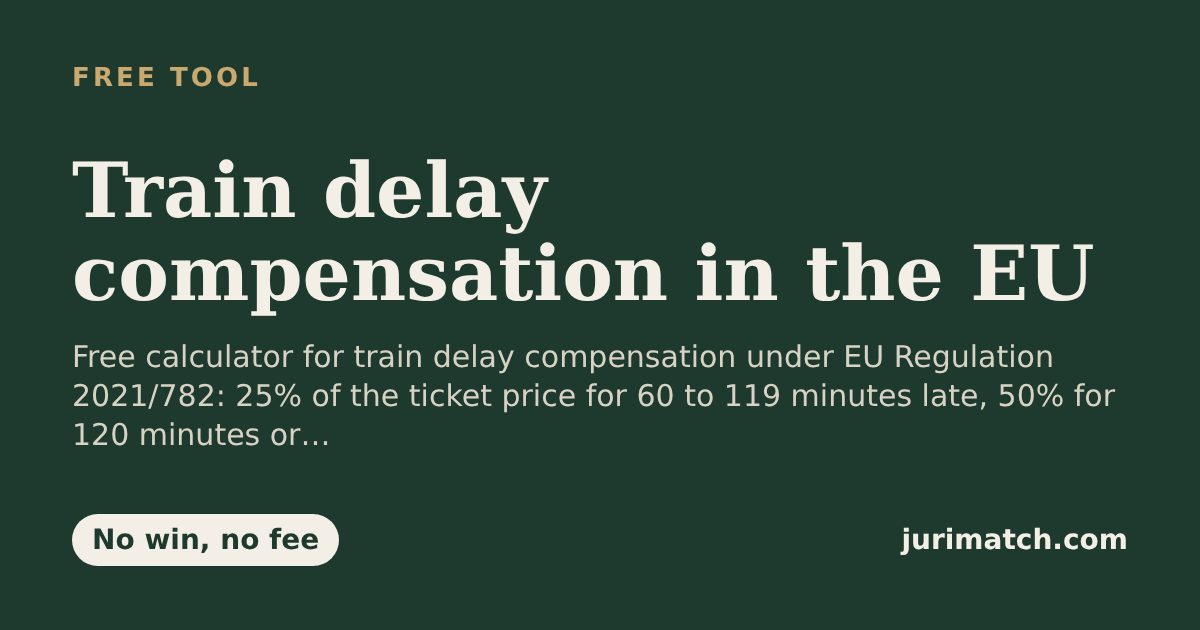 FREE TOOL
Train delay
compensation in the EU
Free calculator for train delay compensation under EU Regulation
2021/782: 25% of the ticket price for 60 to 119 minutes late, 50% for
120 minutes or...
No win, no fee
jurimatch.com